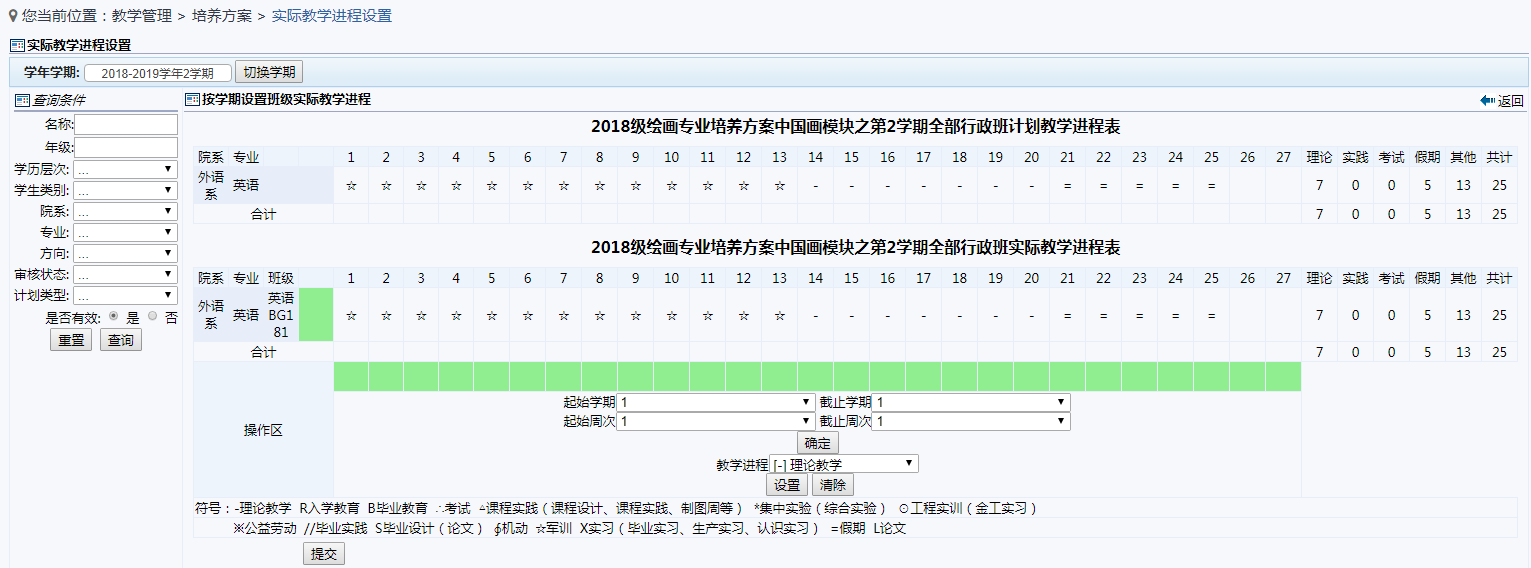 您当前位置：教学管理 > 培养方案 > 实际教学进程设置
实际教学进程设置
学年学期: 2018-2019学年2学期 切换学期
查询条件
名称:
年级:
学历层次: ...
学生类别: ...
院系: ...
专业: ...
方向: ...
审核状态: ...
计划类型: ...
是否有效: 是 否
重置 查询
按学期设置班级实际教学进程 返回
2018级绘画专业培养方案中国画模块之第2学期全部行政班计划教学进程表
院系 专业 1 2 3 4 5 6 7 8 9 10 11 12 13 14 15 16 17 18 19 20 21 22 23 24 25 26 27 理论 实践 考试 假期 其他 共计
外语系 英语 ☆ ☆ ☆ ☆ ☆ ☆ ☆ ☆ ☆ ☆ ☆ ☆ ☆ - - - - - - - = = = = = 7 0 0 5 13 25
合计 7 0 0 5 13 25
2018级绘画专业培养方案中国画模块之第2学期全部行政班实际教学进程表
院系 专业 班级 1 2 3 4 5 6 7 8 9 10 11 12 13 14 15 16 17 18 19 20 21 22 23 24 25 26 27 理论 实践 考试 假期 其他 共计
外语系 英语 英语BG181 ☆ ☆ ☆ ☆ ☆ ☆ ☆ ☆ ☆ ☆ ☆ ☆ ☆ - - - - - - - = = = = = 7 0 0 5 13 25
合计 7 0 0 5 13 25
操作区
起始学期 1 截止学期 1
起始周次 1 截止周次 1
确定
教学进程 [-] 理论教学
设置 清除
符号：-理论教学 R入学教育 B毕业教育 ∴考试 ▵课程实践（课程设计、课程实践、制图周等） *集中实验（综合实验） ⊙工程实训（金工实习）
※公益劳动 //毕业实践 S毕业设计（论文） ∮机动 ☆军训 X实习（毕业实习、生产实习、认识实习） =假期 L论文
提交